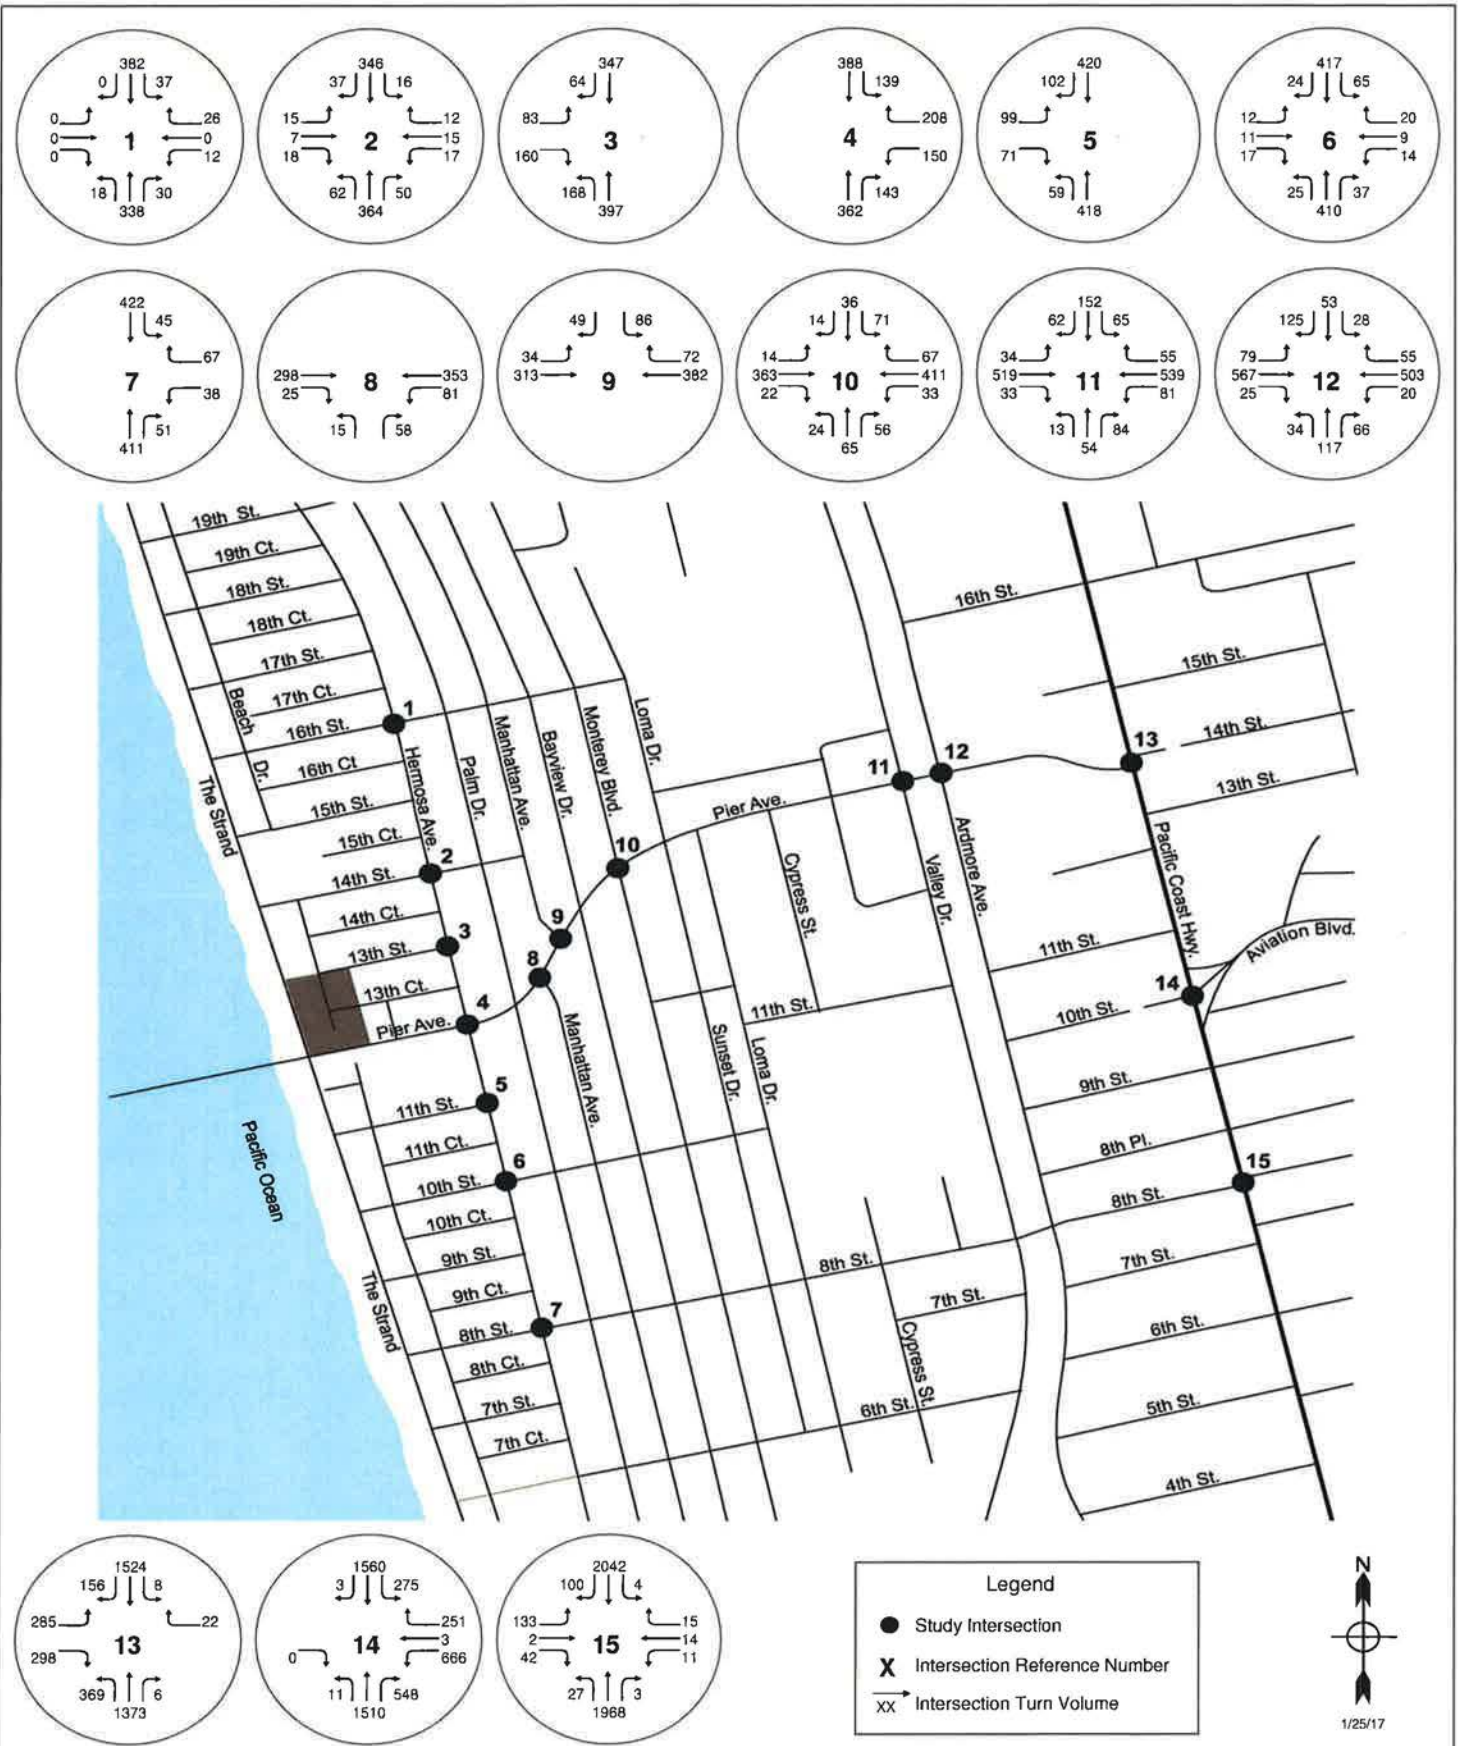 382
0 37
0 26
0 1 0
0 12
18 30
338
346
37 16
15 12
7 2 15
18 17
62 50
364
347
64
83
3
160
168
397
388
139
208
4
150
143
362
420
102
99
5
71
59
418
417
24 65
12 20
11 6 9
17 14
25 37
410
422
45
67
7
38
51
411
298 353
25 8 81
15 58
49 86
34 72
313 9 382
36
14 71
14 67
363 10 411
22 33
24 56
65
152
62 65
34 55
519 11 539
33 81
13 84
54
53
125 28
79 55
567 12 503
25 20
34 66
117
19th St.
19th Ct.
18th St.
18th Ct.
17th St.
17th Ct.
16th St.
16th Ct
15th St.
15th Ct.
14th St.
14th Ct.
13th St.
13th Ct.
Pier Ave.
11th St.
11th Ct.
10th St.
10th Ct.
9th St.
9th Ct.
8th St.
8th Ct.
7th St.
7th Ct.
Beach
Dr.
The Strand
The Strand
Pacific Ocean
Hermosa Ave.
Palm Dr.
Manhattan Ave.
Bayview Dr.
Monterey Blvd.
Loma Dr.
Manhattan Ave.
Sunset Dr.
Loma Dr.
11th St.
Pier Ave.
Cypress St.
Valley Dr.
Ardmore Ave.
8th St.
7th St.
Cypress St.
6th St.
16th St.
15th St.
14th St.
13th St.
Pacific Coast Hwy.
Aviation Blvd.
11th St.
10th St.
9th St.
8th Pl.
8th St.
7th St.
6th St.
5th St.
4th St.
1
2
3
4
5
6
7
8
9
10
11
12
13
14
15
1524
156 8
285 22
13
298
369 6
1373
1560
3 275
251
14 3
0 666
11 548
1510
2042
100 4
133 15
2 15 14
42 11
27 3
1968
Legend
Study Intersection
X Intersection Reference Number
XX Intersection Turn Volume
N
1/25/17